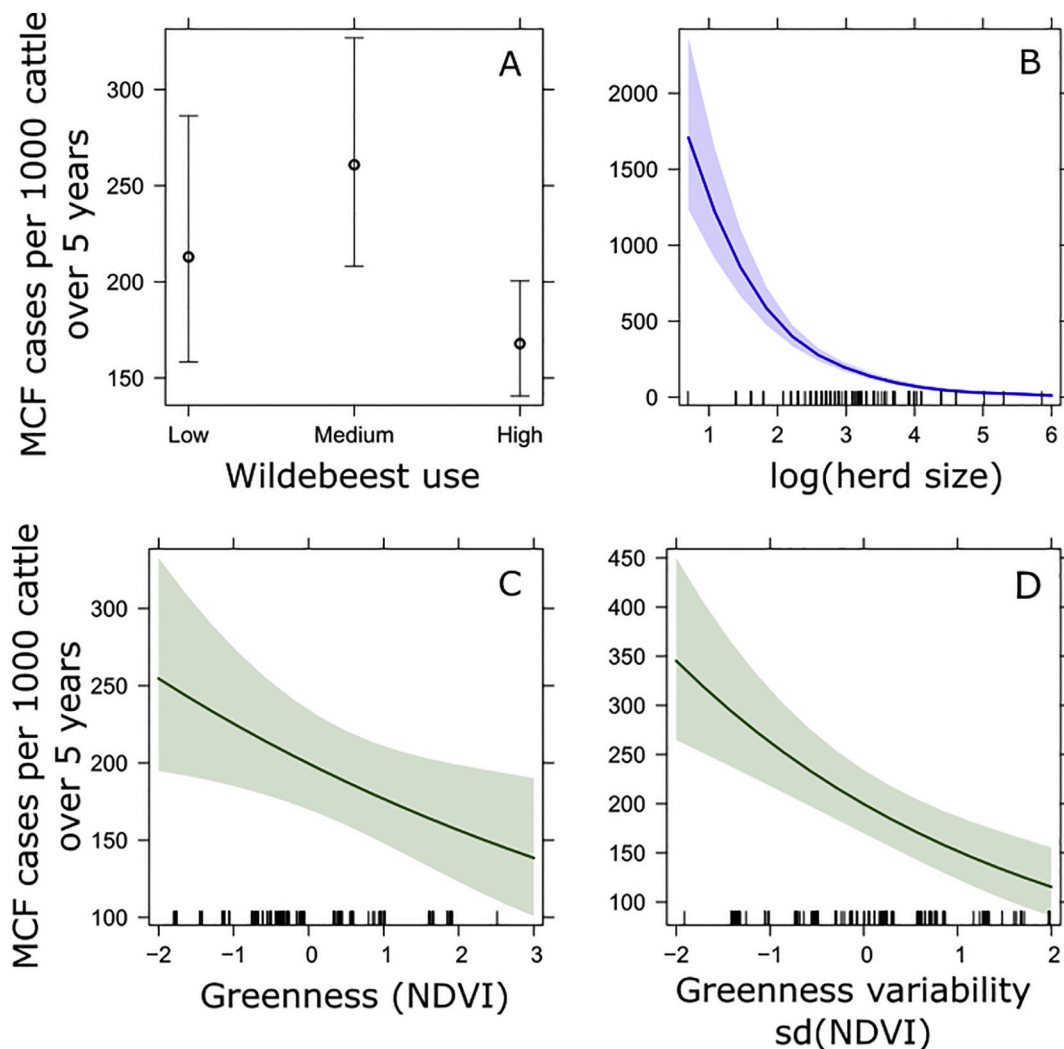 A
MCF cases per 1000 cattle
over 5 years
300
250
200
150
Low Medium High
Wildebeest use
B
2000
1500
1000
500
0
1 2 3 4 5 6
log(herd size)
C
MCF cases per 1000 cattle
over 5 years
300
250
200
150
100
−2 −1 0 1 2 3
Greenness (NDVI)
D
450
400
350
300
250
200
150
100
−2 −1 0 1 2
Greenness variability
sd(NDVI)